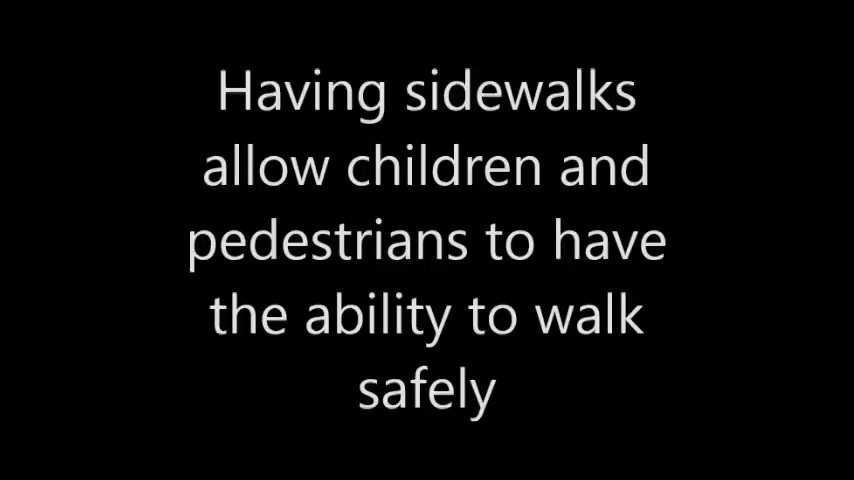 Having sidewalks
allow children and
pedestrians to have
the ability to walk
safely